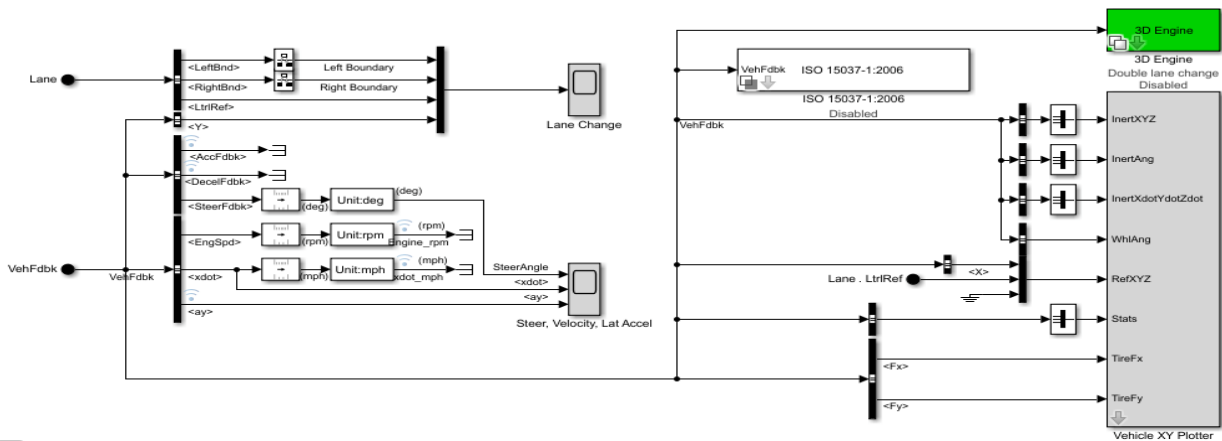 Lane
<LeftBnd>
Left Boundary
<RightBnd>
Right Boundary
<LtrlRef>
<Y>
Lane Change
<AccFdbk>
<DecelFdbk>
<SteerFdbk>
(deg)
Unit:deg
(deg)
<EngSpd>
(rpm)
Unit:rpm
(rpm)
Engine_rpm
VehFdbk
VehFdbk
<xdot>
(mph)
Unit:mph
(mph)
xdot_mph
<ay>
SteerAngle
<xdot>
<ay>
Steer, Velocity, Lat Accel
3D Engine
3D Engine
Double lane change
Disabled
VehFdbk
ISO 15037-1:2006
ISO 15037-1:2006
Disabled
VehFdbk
InertXYZ
InertAng
InertXdotYdotZdot
WhlAng
<X>
Lane . LtrlRef
RefXYZ
Stats
<Fx>
TireFx
<Fy>
TireFy
Vehicle XY Plotter